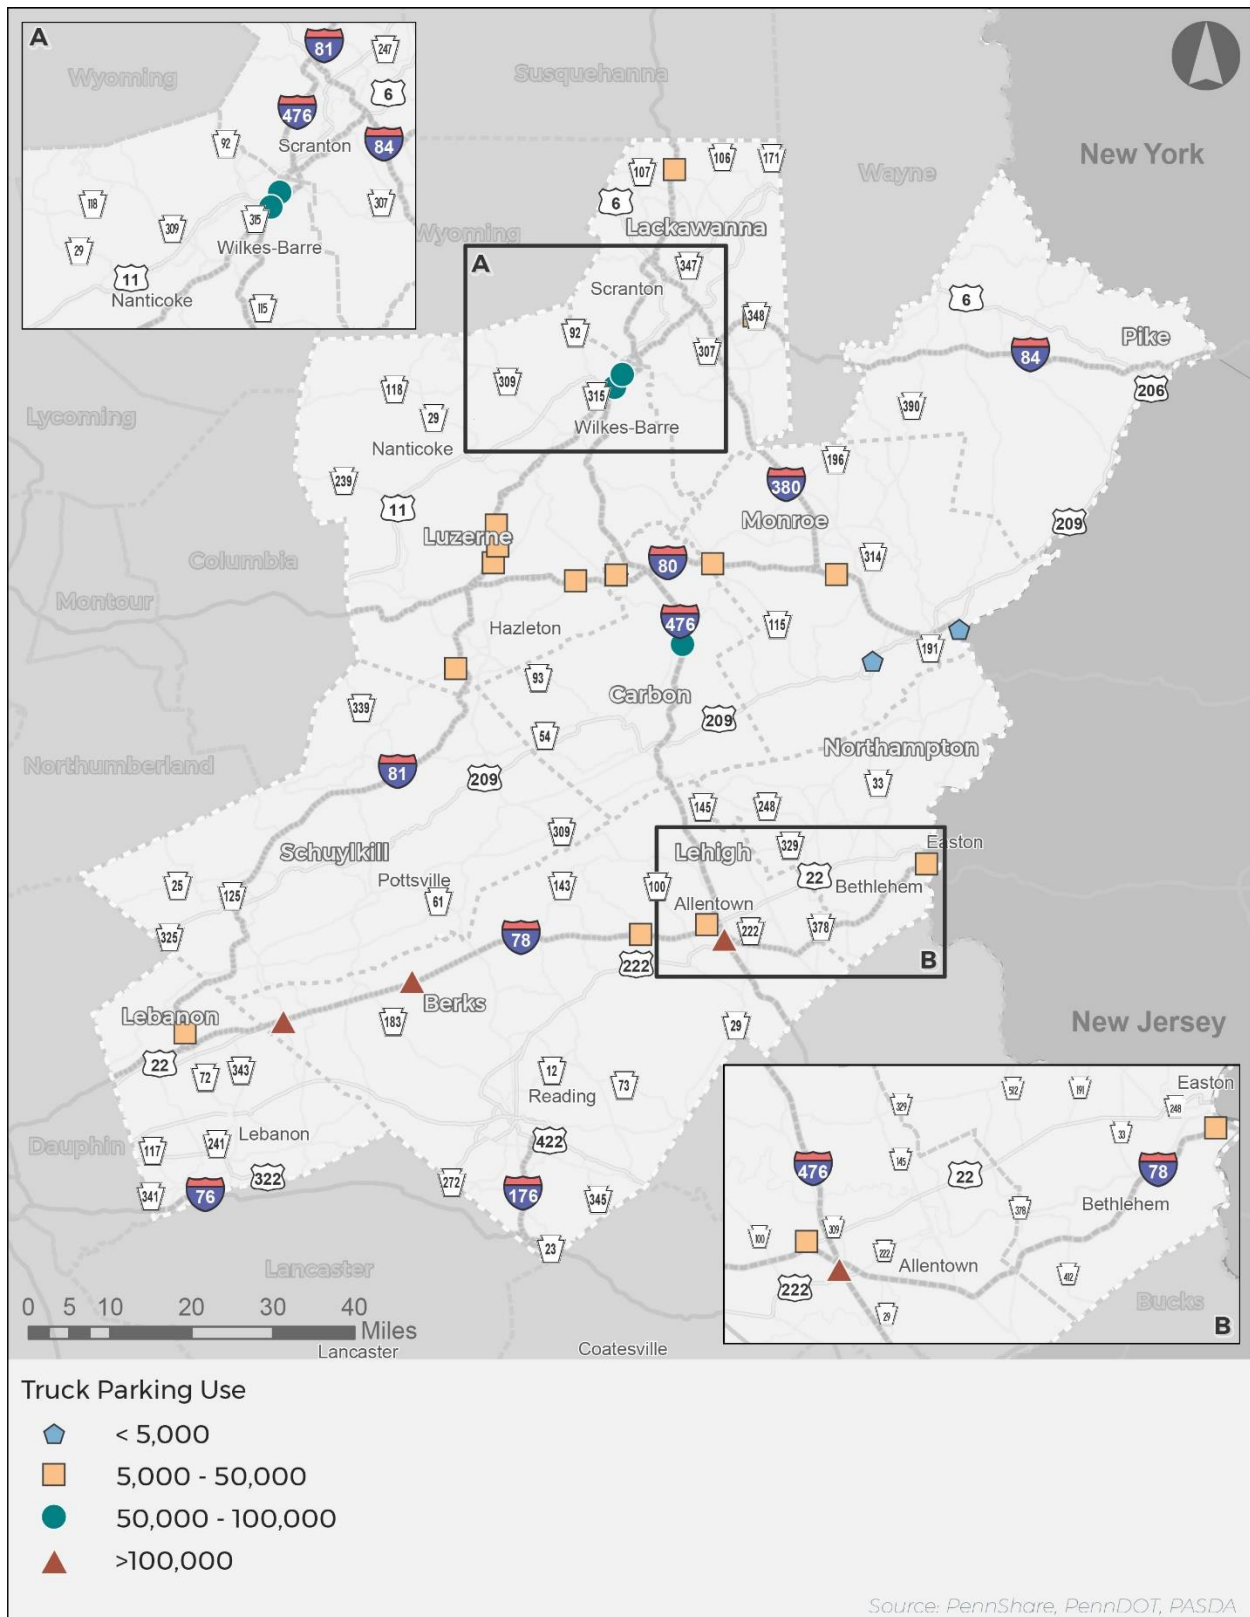 A
81
247
Wyoming
6
476
Scranton
84
92
118
307
309
315
29
Wilkes-Barre
11
Nanticoke
115
Susquehanna
New York
107
106
171
Wayne
6
Lackawanna
Wyoming
A
347
Scranton
6
348
92
Pike
307
84
309
118
315
206
390
Lycoming
29
Wilkes-Barre
Nanticoke
196
239
380
11
Monroe
209
Luzerne
314
Columbia
80
Montour
476
115
Hazleton
191
93
Carbon
339
209
54
Northampton
Northumberland
81
209
33
145
248
309
Easton
329
Schuylkill
Lehigh
22
Pottsville
25
143
100
Bethlehem
125
61
Allentown
378
222
325
78
222
B
Berks
Lebanon
183
29
New Jersey
22
343
72
12
73
Reading
Lebanon
422
Dauphin
117
241
322
272
341
76
176
345
23
Lancaster
0 5 10 20 30 40
Miles
Lancaster
Coatesville
512
191
Easton
329
248
33
145
476
22
78
378
Bethlehem
100
309
222
Allentown
412
222
29
Bucks
B
Truck Parking Use
< 5,000
5,000 - 50,000
50,000 - 100,000
>100,000
Source: PennShare, PennDOT, PASDA